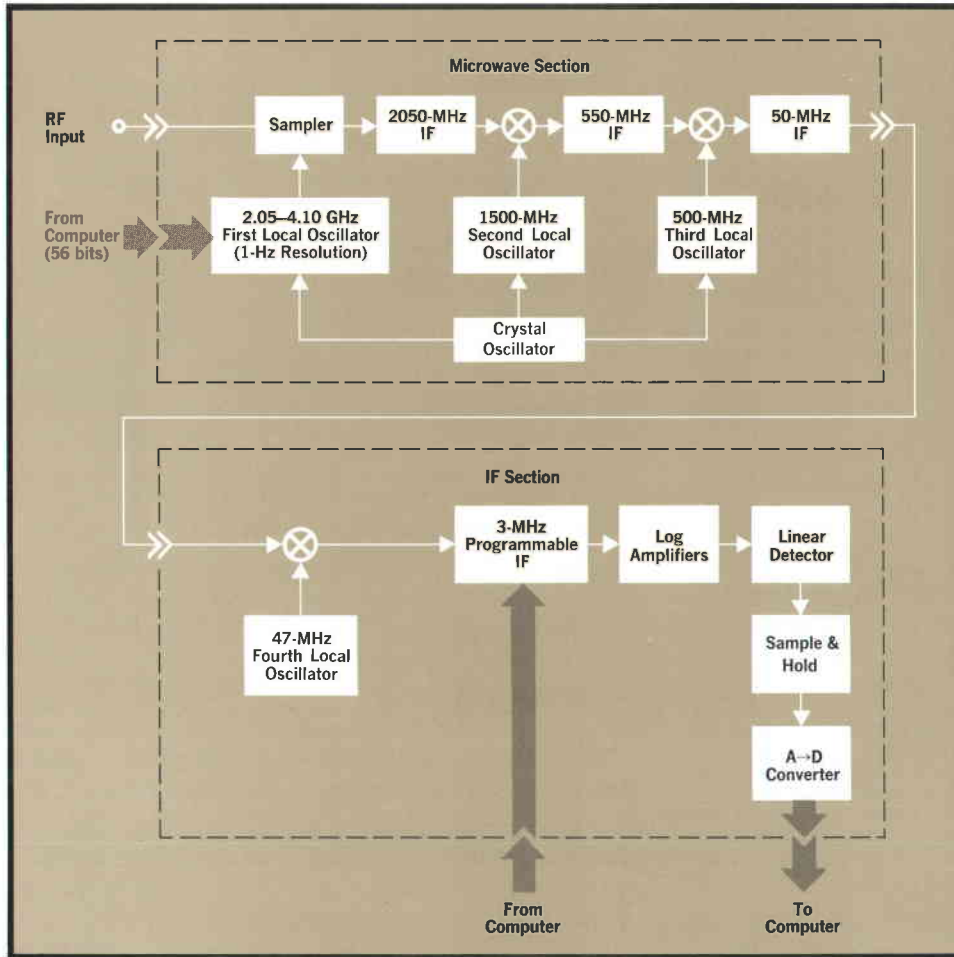 Microwave Section
RF
Input
Sampler
2050-MHz
IF
550-MHz
IF
50-MHz
IF
From
Computer
(56 bits)
2.05–4.10 GHz
First Local Oscillator
(1-Hz Resolution)
1500-MHz
Second Local
Oscillator
500-MHz
Third Local
Oscillator
Crystal
Oscillator
IF Section
3-MHz
Programmable
IF
Log
Amplifiers
Linear
Detector
47-MHz
Fourth Local
Oscillator
Sample &
Hold
A→D
Converter
From
Computer
To
Computer